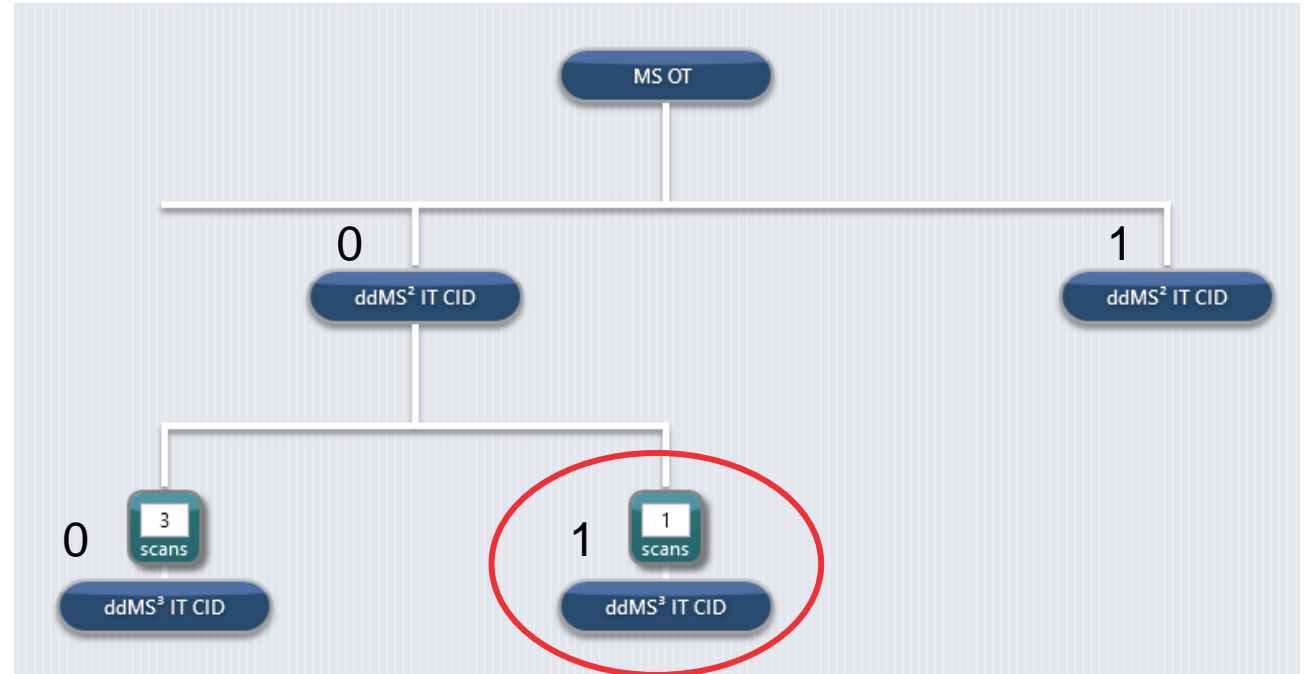 MS OT
0
1
ddMS² IT CID
ddMS² IT CID
0
3
scans
1
1
scans
ddMS³ IT CID
ddMS³ IT CID